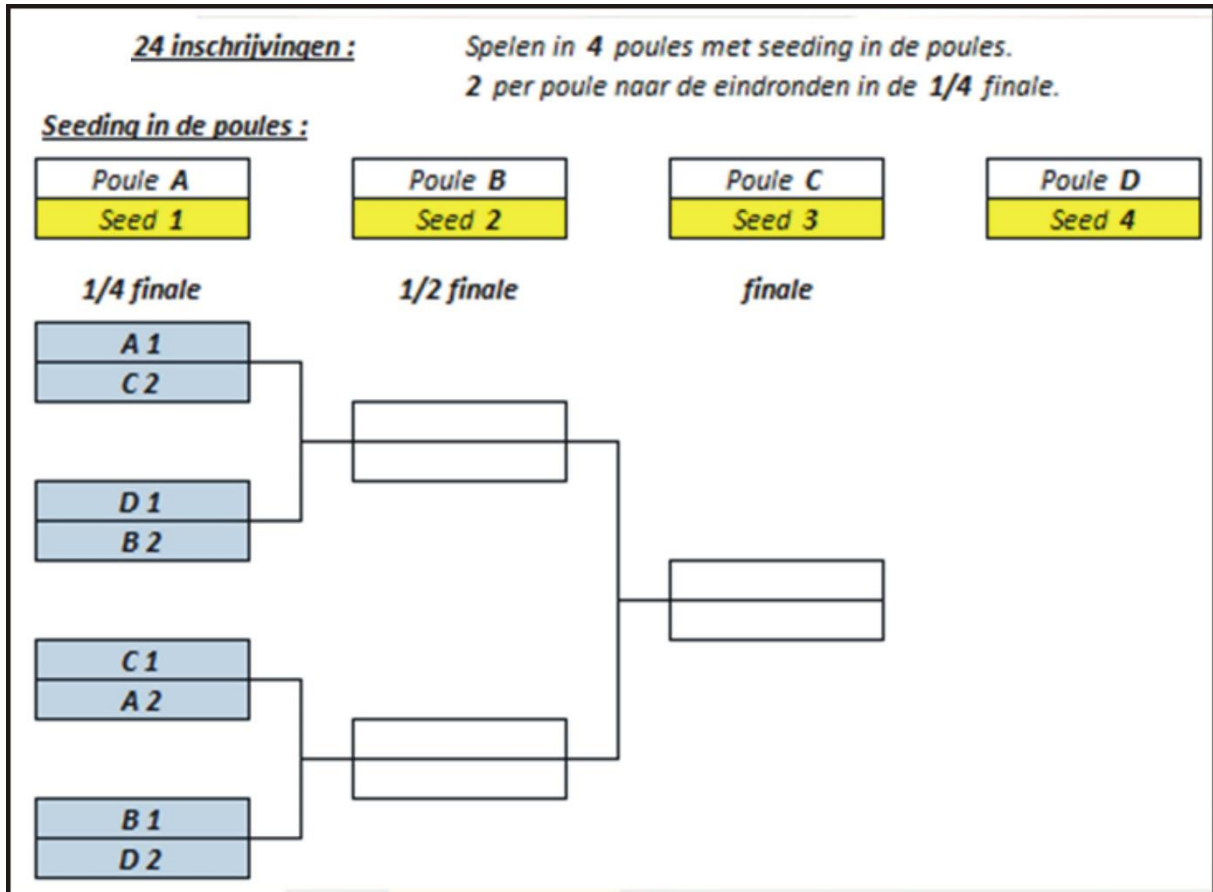 24 inschrijvingen : Spelen in 4 poules met seeding in de poules.
2 per poule naar de eindronden in de 1/4 finale.
Seeding in de poules :
Poule A Poule B Poule C Poule D
Seed 1 Seed 2 Seed 3 Seed 4
1/4 finale 1/2 finale finale
A 1
C 2
D 1
B 2
C 1
A 2
B 1
D 2